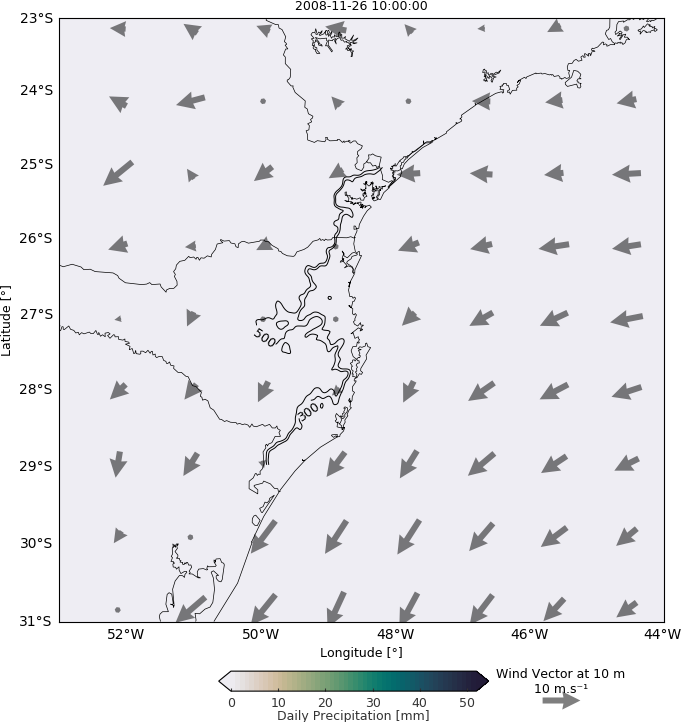 2008-11-26 10:00:00
23°S
24°S
25°S
26°S
27°S
28°S
29°S
30°S
31°S
Latitude [°]
500
300
52°W
50°W
48°W
46°W
44°W
Longitude [°]
0
10
20
30
40
50
Daily Precipitation [mm]
Wind Vector at 10 m
10 m.s⁻¹